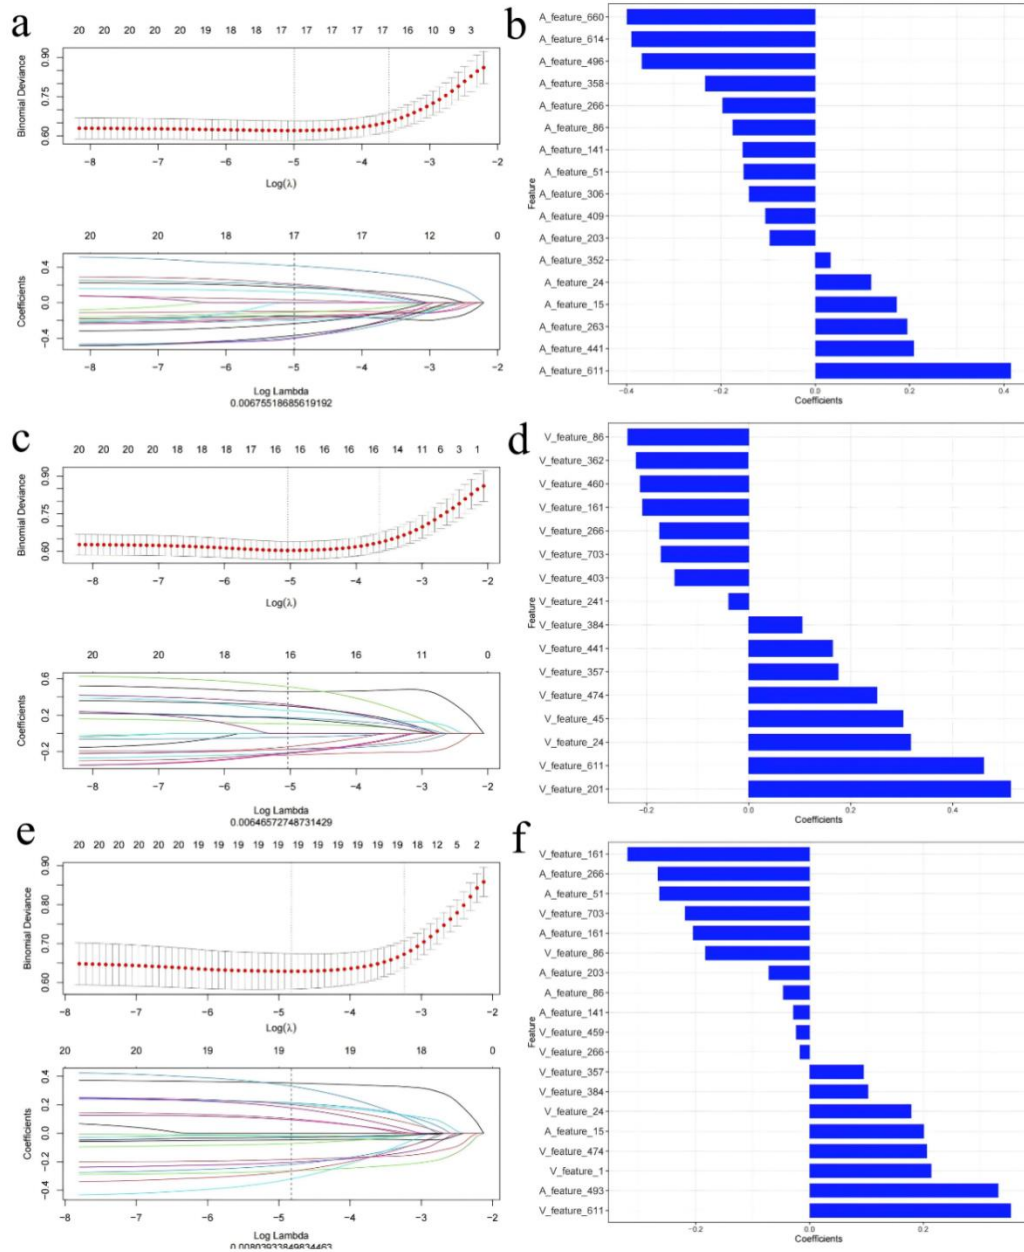 a
20 20 20 20 20 19 18 18 17 17 17 17 17 16 10 9 3
Binomial Deviance
0.90
0.75
0.60
−8 −7 −6 −5 −4 −3 −2
Log(λ)
20 20 18 17 17 12 0
Coefficients
0.4
0.0
−0.4
−8 −7 −6 −5 −4 −3 −2
Log Lambda
0.00675518685619192
b
Feature
A_feature_660
A_feature_614
A_feature_496
A_feature_358
A_feature_266
A_feature_86
A_feature_141
A_feature_51
A_feature_306
A_feature_409
A_feature_203
A_feature_352
A_feature_24
A_feature_15
A_feature_263
A_feature_441
A_feature_611
−0.4 −0.2 0.0 0.2 0.4
Coefficients
c
20 20 20 20 19 18 18 18 17 16 16 16 16 16 16 14 11 6 3 1
Binomial Deviance
0.90
0.75
0.60
−8 −7 −6 −5 −4 −3 −2
Log(λ)
20 20 18 16 16 11 0
Coefficients
0.6
0.2
−0.2
−8 −7 −6 −5 −4 −3 −2
Log Lambda
0.00646572748731429
d
Feature
V_feature_86
V_feature_362
V_feature_460
V_feature_161
V_feature_266
V_feature_703
V_feature_403
V_feature_241
V_feature_384
V_feature_441
V_feature_357
V_feature_474
V_feature_45
V_feature_24
V_feature_611
V_feature_201
−0.2 0.0 0.2 0.4
Coefficients
e
20 20 20 20 20 19 19 19 19 19 19 19 19 19 19 19 18 12 5 2
Binomial Deviance
0.90
0.80
0.70
0.60
−8 −7 −6 −5 −4 −3 −2
Log(λ)
20 20 19 19 19 18 0
Coefficients
0.4
0.2
0.0
−0.2
−0.4
−8 −7 −6 −5 −4 −3 −2
Log Lambda
0.00803933849834463
f
Feature
V_feature_161
A_feature_266
A_feature_51
V_feature_703
A_feature_161
V_feature_86
A_feature_203
A_feature_86
A_feature_141
V_feature_459
V_feature_266
V_feature_357
V_feature_384
V_feature_24
A_feature_15
V_feature_474
V_feature_1
A_feature_493
V_feature_611
−0.2 0.0 0.2
Coefficients